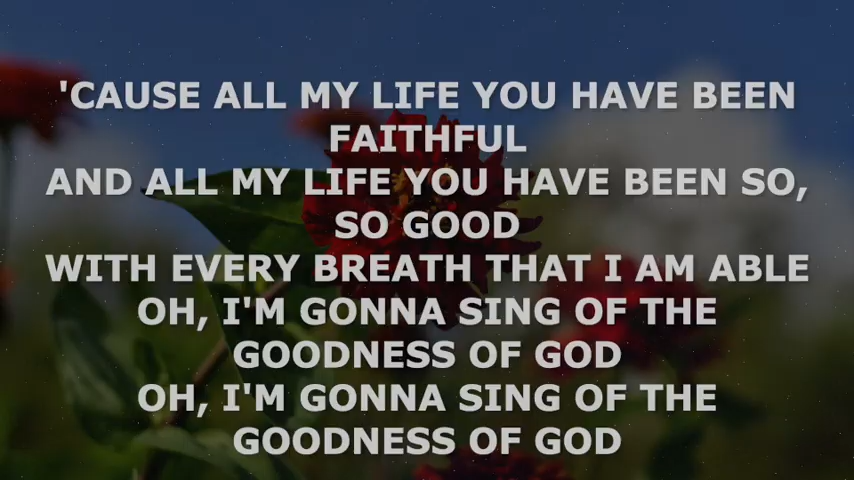 'CAUSE ALL MY LIFE YOU HAVE BEEN
FAITHFUL
AND ALL MY LIFE YOU HAVE BEEN SO,
SO GOOD
WITH EVERY BREATH THAT I AM ABLE
OH, I'M GONNA SING OF THE
GOODNESS OF GOD
OH, I'M GONNA SING OF THE
GOODNESS OF GOD